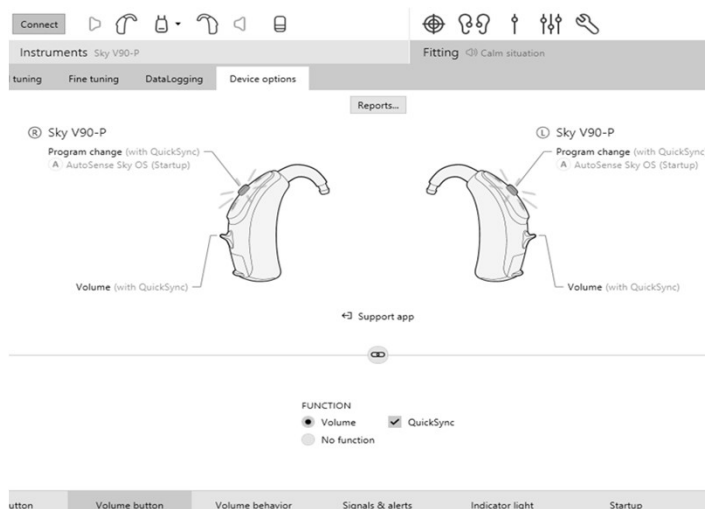 Connect
Instruments Sky V90-P
Fitting Calm situation
tuning Fine tuning DataLogging Device options
Reports...
R Sky V90-P
Program change (with QuickSync)
A AutoSense Sky OS (Startup)
Volume (with QuickSync)
L Sky V90-P
Program change (with QuickSync
A AutoSense Sky OS (Startup)
Volume (with QuickSync)
Support app
FUNCTION
Volume QuickSync
No function
utton Volume button Volume behavior Signals & alerts Indicator light Startup